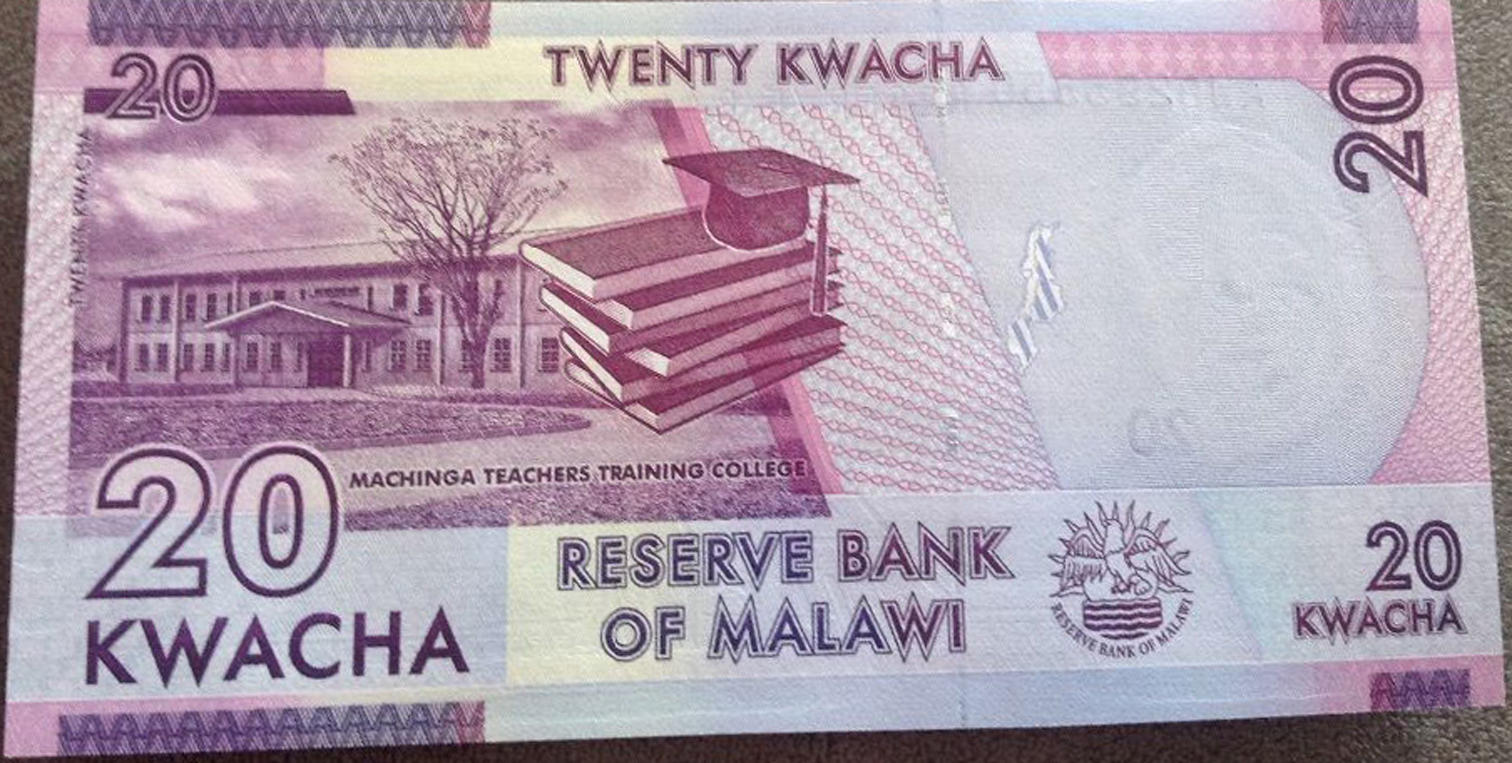 20
TWENTY KWACHA
20
TWENTY KWACHA
MACHINGA TEACHERS TRAINING COLLEGE
20
KWACHA
RESERVE BANK
OF MALAWI
RESERVE BANK OF MALAWI
20
KWACHA